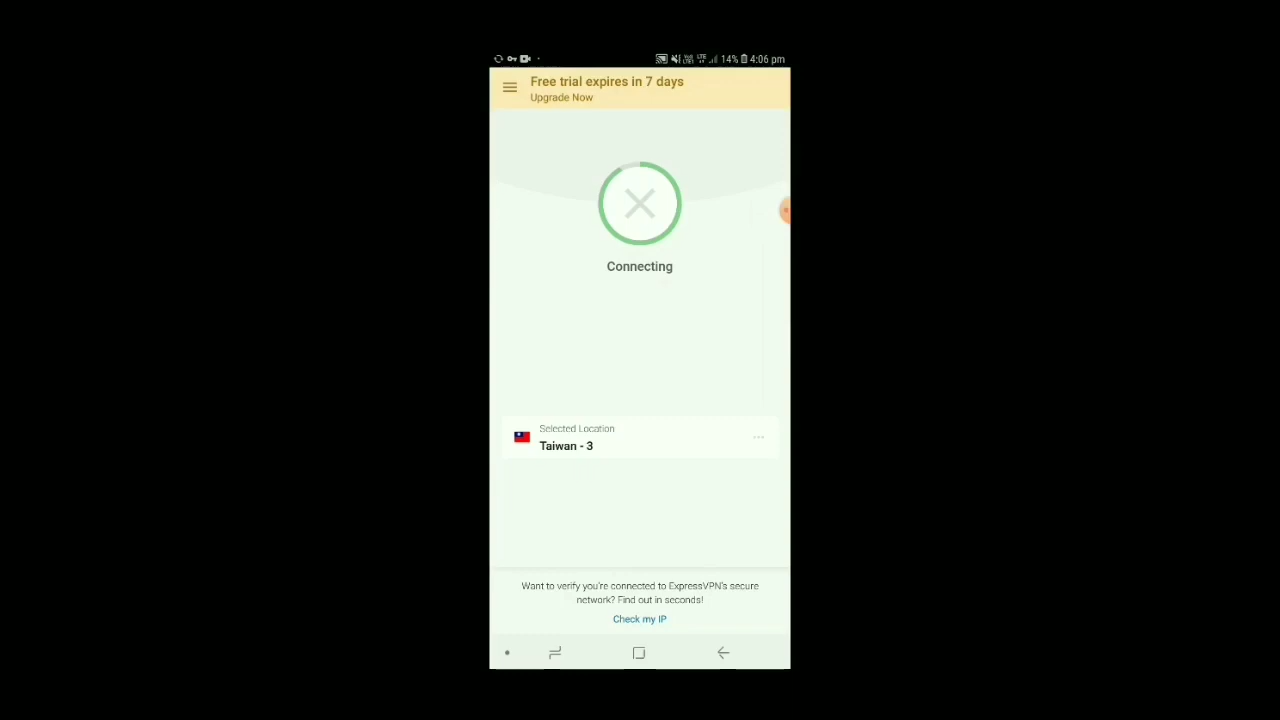 14% 4:06 pm
Free trial expires in 7 days
Upgrade Now
Connecting
Selected Location
Taiwan - 3
Want to verify you're connected to ExpressVPN's secure
network? Find out in seconds!
Check my IP